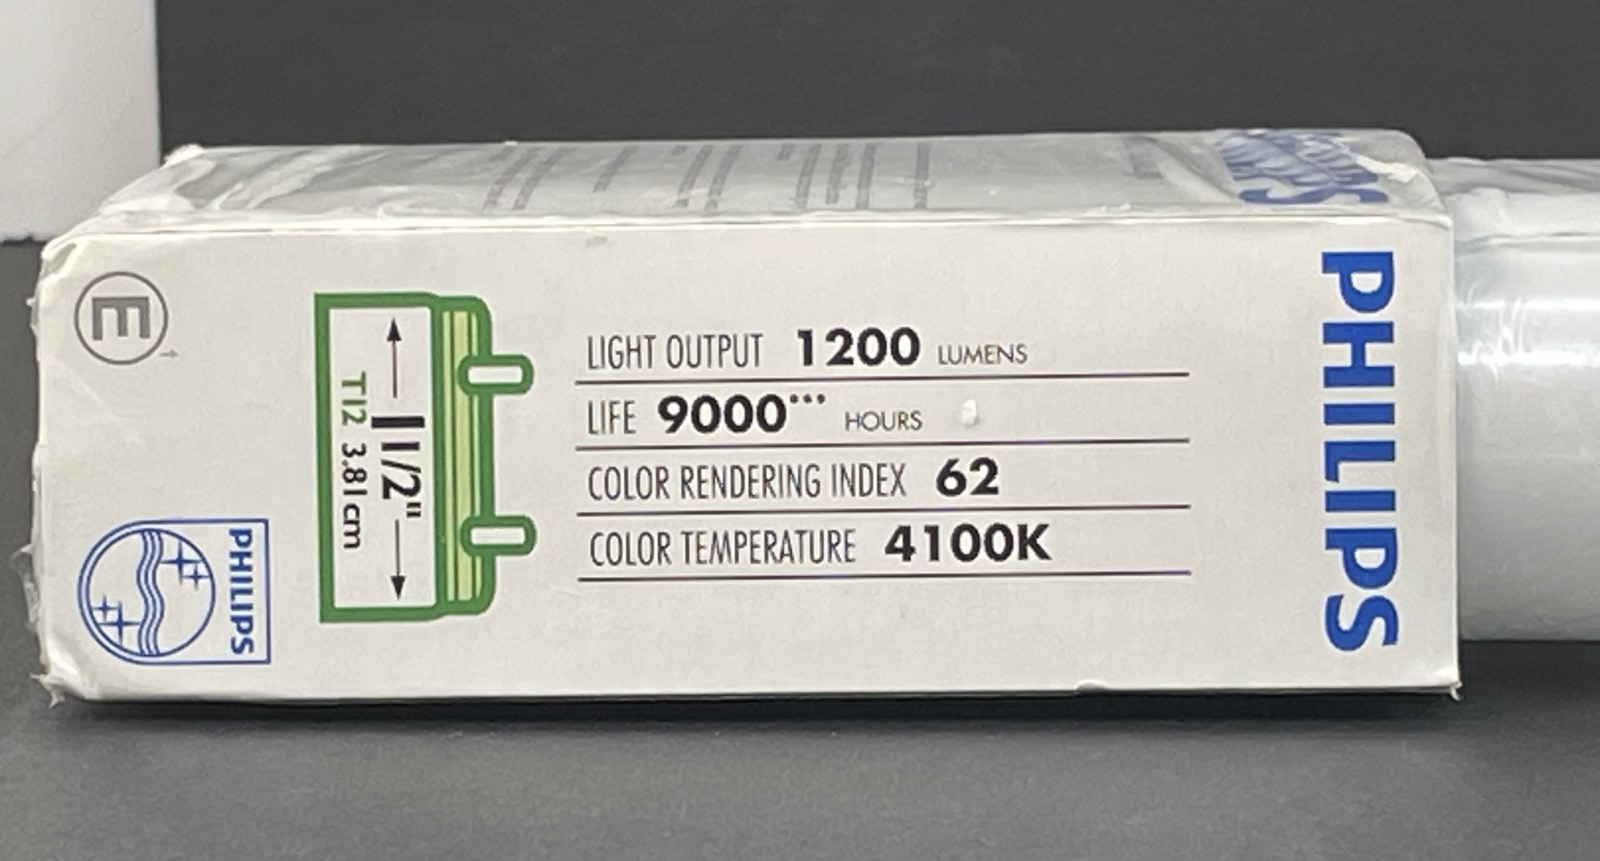 E
PHILIPS
1 1/2"
T12 3.81cm
LIGHT OUTPUT 1200 LUMENS
LIFE 9000••• HOURS
COLOR RENDERING INDEX 62
COLOR TEMPERATURE 4100K
PHILIPS